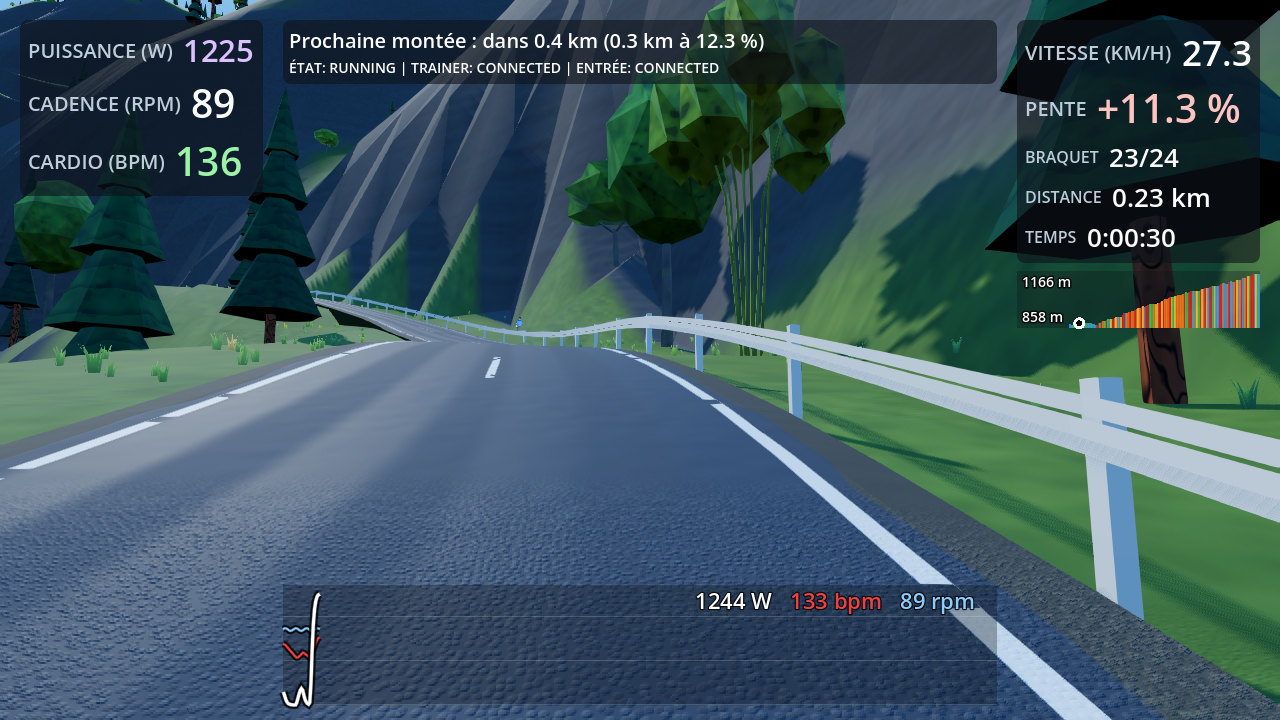 PUISSANCE (W) 1225
CADENCE (RPM) 89
CARDIO (BPM) 136
Prochaine montée : dans 0.4 km (0.3 km à 12.3 %)
ÉTAT: RUNNING | TRAINER: CONNECTED | ENTRÉE: CONNECTED
VITESSE (KM/H) 27.3
PENTE +11.3 %
BRAQUET 23/24
DISTANCE 0.23 km
TEMPS 0:00:30
1166 m
858 m
1244 W 133 bpm 89 rpm